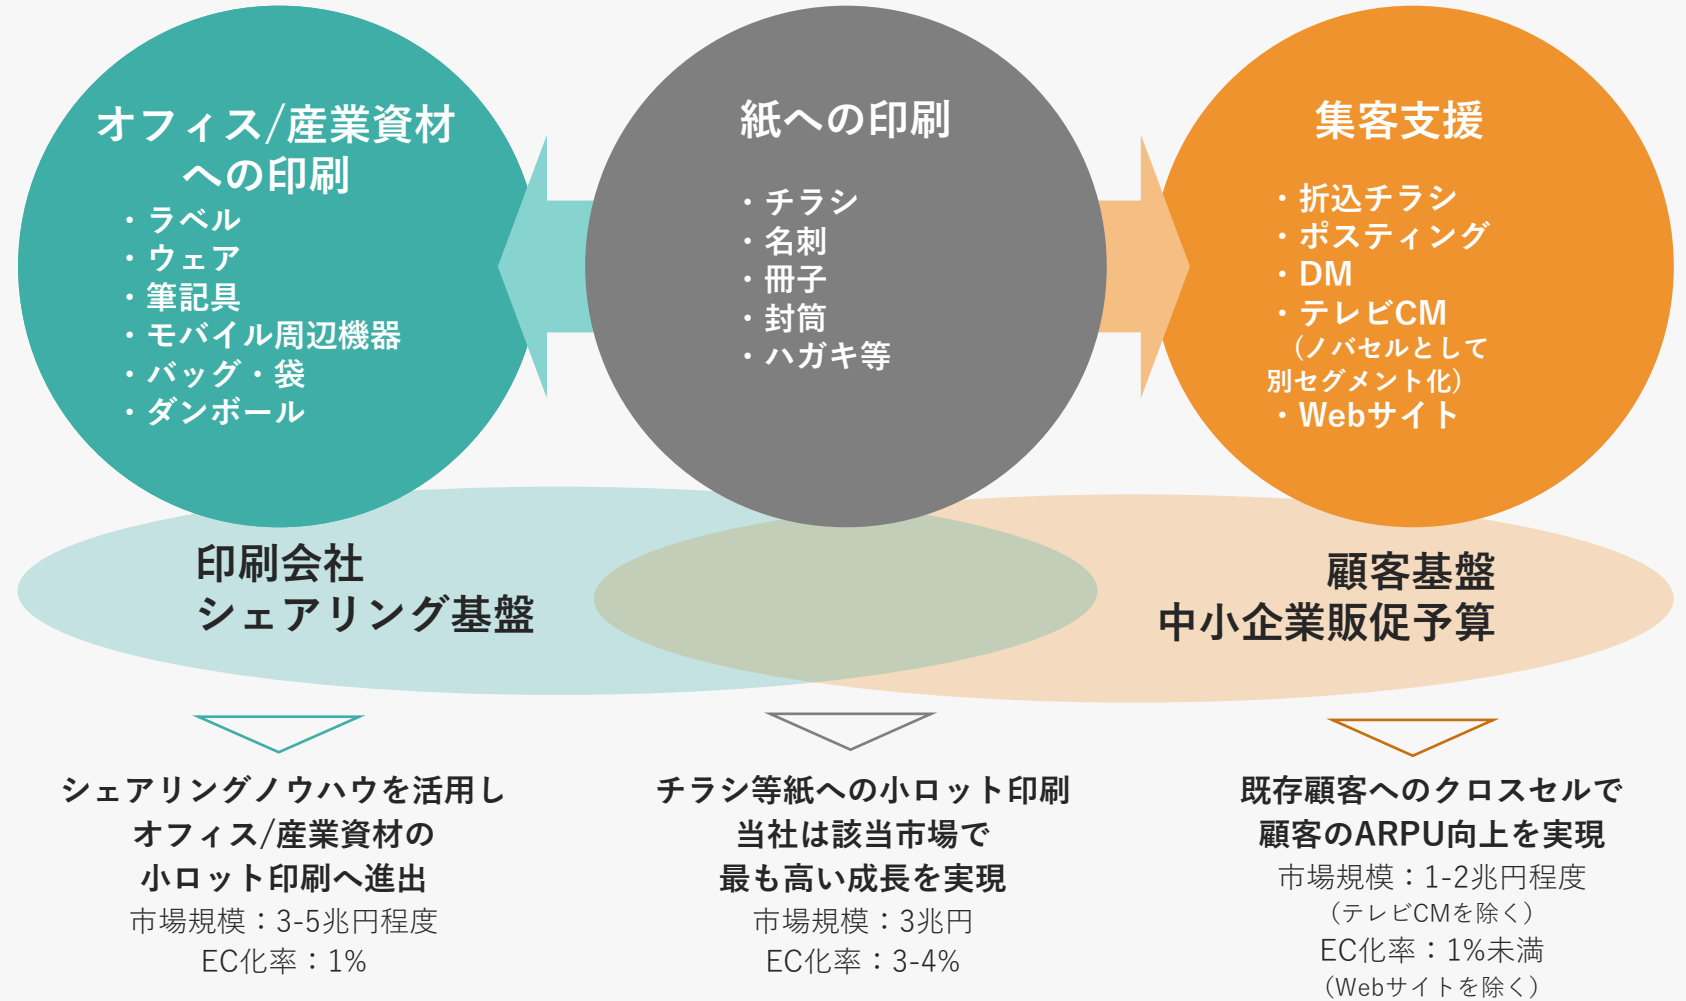 オフィス/産業資材
への印刷
・ラベル
・ウェア
・筆記具
・モバイル周辺機器
・バッグ・袋
・ダンボール
紙への印刷
・チラシ
・名刺
・冊子
・封筒
・ハガキ等
集客支援
・折込チラシ
・ポスティング
・DM
・テレビCM
（ノバセルとして
別セグメント化）
・Webサイト
印刷会社
シェアリング基盤
顧客基盤
中小企業販促予算
シェアリングノウハウを活用し
オフィス/産業資材の
小ロット印刷へ進出
市場規模：3-5兆円程度
EC化率：1%
チラシ等紙への小ロット印刷
当社は該当市場で
最も高い成長を実現
市場規模：3兆円
EC化率：3-4%
既存顧客へのクロスセルで
顧客のARPU向上を実現
市場規模：1-2兆円程度
（テレビCMを除く）
EC化率：1%未満
（Webサイトを除く）